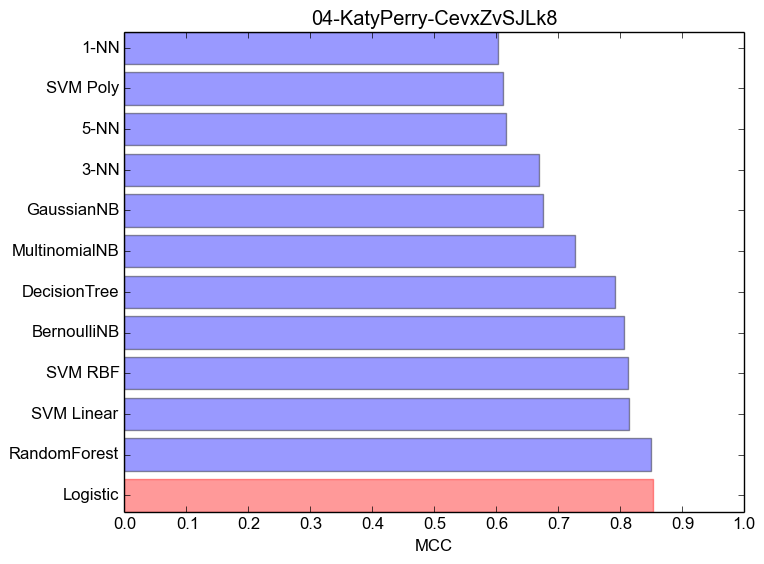 04-KatyPerry-CevxZvSJLk8
1-NN
SVM Poly
5-NN
3-NN
GaussianNB
MultinomialNB
DecisionTree
BernoulliNB
SVM RBF
SVM Linear
RandomForest
Logistic
0.0 0.1 0.2 0.3 0.4 0.5 0.6 0.7 0.8 0.9 1.0
MCC